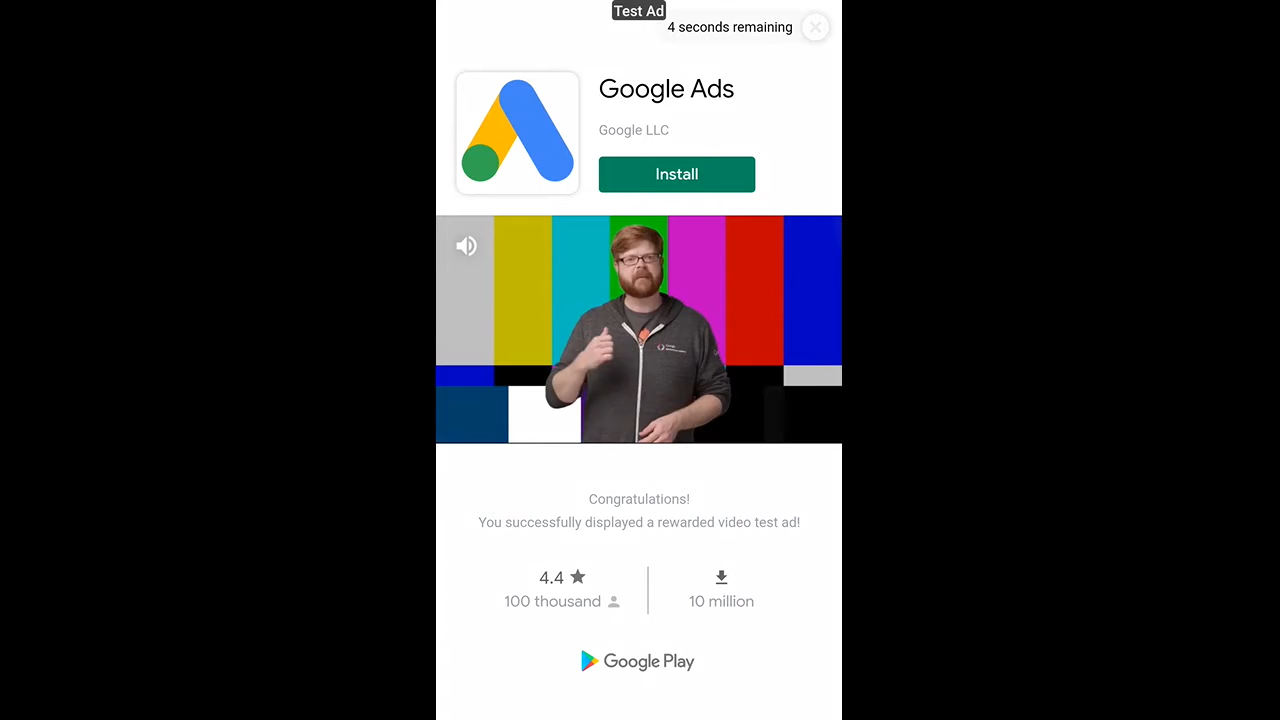 Test Ad
4 seconds remaining
Google Ads
Google LLC
Install
Congratulations!
You successfully displayed a rewarded video test ad!
4.4
100 thousand
10 million
Google Play